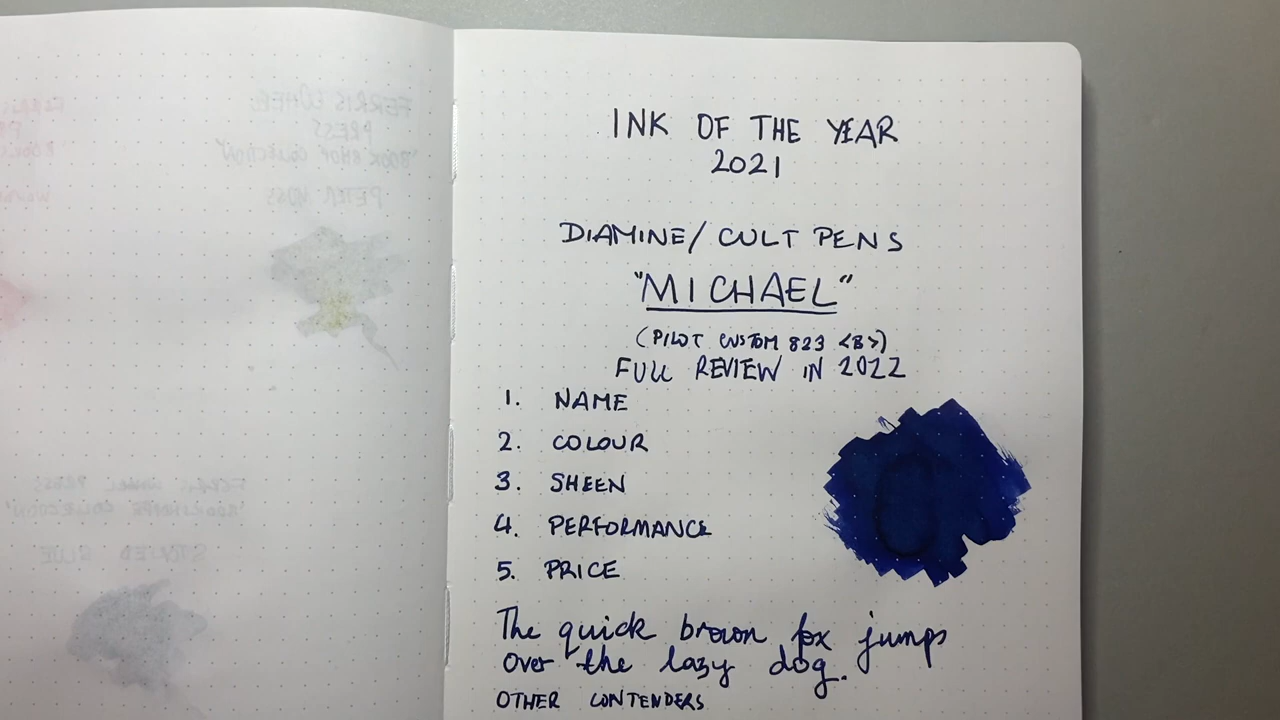 INK OF THE YEAR
2021
DIAMINE/ CULT PENS
"MICHAEL"
(PILOT CUSTOM 823 <B>)
FULL REVIEW IN 2022
1. NAME
2. COLOUR
3. SHEEN
4. PERFORMANCE
5. PRICE
The quick brown fox jumps
over the lazy dog.
OTHER CONTENDERS